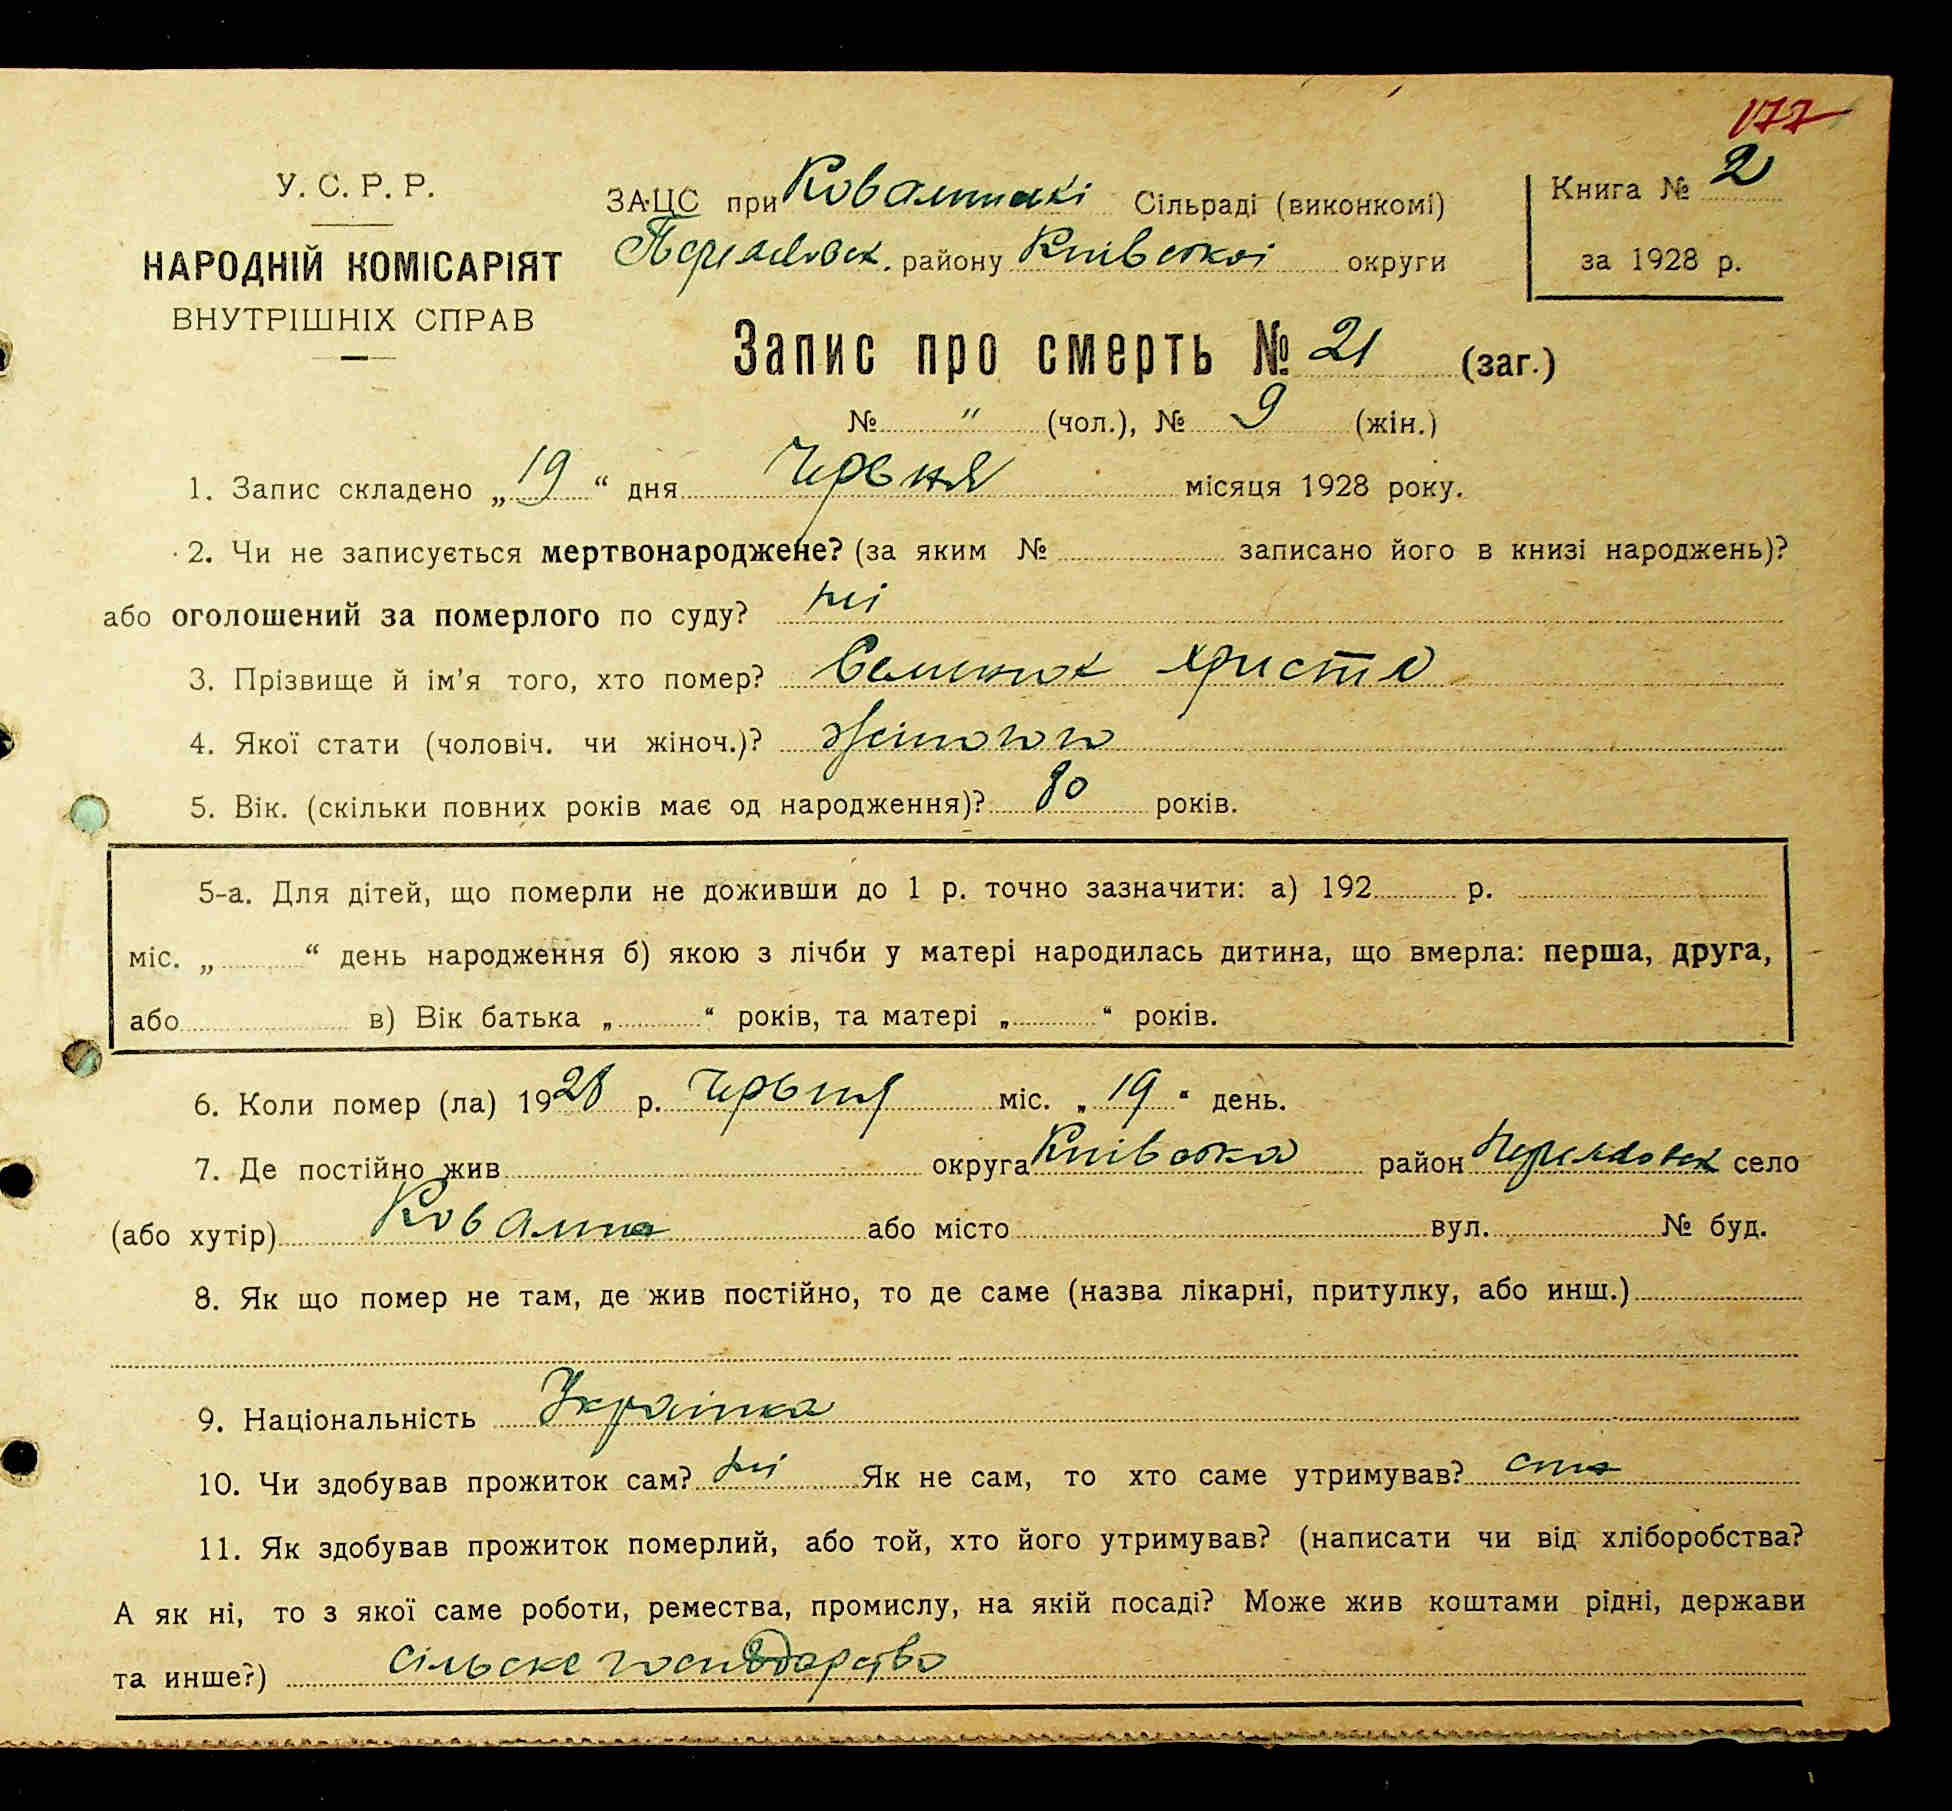 177
У. С. Р. Р.
НАРОДНІЙ КОМІСАРІЯТ
ВНУТРІШНІХ СПРАВ
ЗАЦС при Сільраді (виконкомі)
району Київської округи
Книга № 2
за 1928 р.
Запис про смерть № 21 (заг.)
№ " (чол.), № 9 (жін.)
1. Запис складено „19“ дня Червня місяця 1928 року.
2. Чи не записується мертвонароджене? (за яким № записано його в книзі народжень)?
або оголошений за померлого по суду? ні
3. Прізвище й ім'я того, хто помер? Семенюк Христя
4. Якої стати (чоловіч. чи жіноч.)? жіноча
5. Вік. (скільки повних років має од народження)? 80 років.
5-а. Для дітей, що померли не доживши до 1 р. точно зазначити: а) 192 р.
міс. „ “ день народження б) якою з лічби у матері народилась дитина, що вмерла: перша, друга,
або в) Вік батька „ “ років, та матері „ “ років.
6. Коли помер (ла) 1928 р. Червня міс. „19“ день.
7. Де постійно жив округа Київська район село
(або хутір) Ковалин або місто вул. № буд.
8. Як що помер не там, де жив постійно, то де саме (назва лікарні, притулку, або инш.)
9. Національність Українка
10. Чи здобував прожиток сам? ні Як не сам, то хто саме утримував? син
11. Як здобував прожиток померлий, або той, хто його утримував? (написати чи від хліборобства?
А як ні, то з якої саме роботи, ремества, промислу, на якій посаді? Може жив коштами рідні, держави
та инше?) сільске господарство